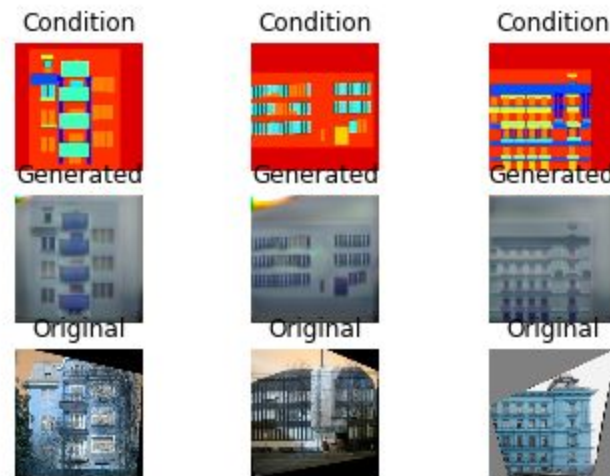 Condition Condition Condition
Generated Generated Generated
Original Original Original